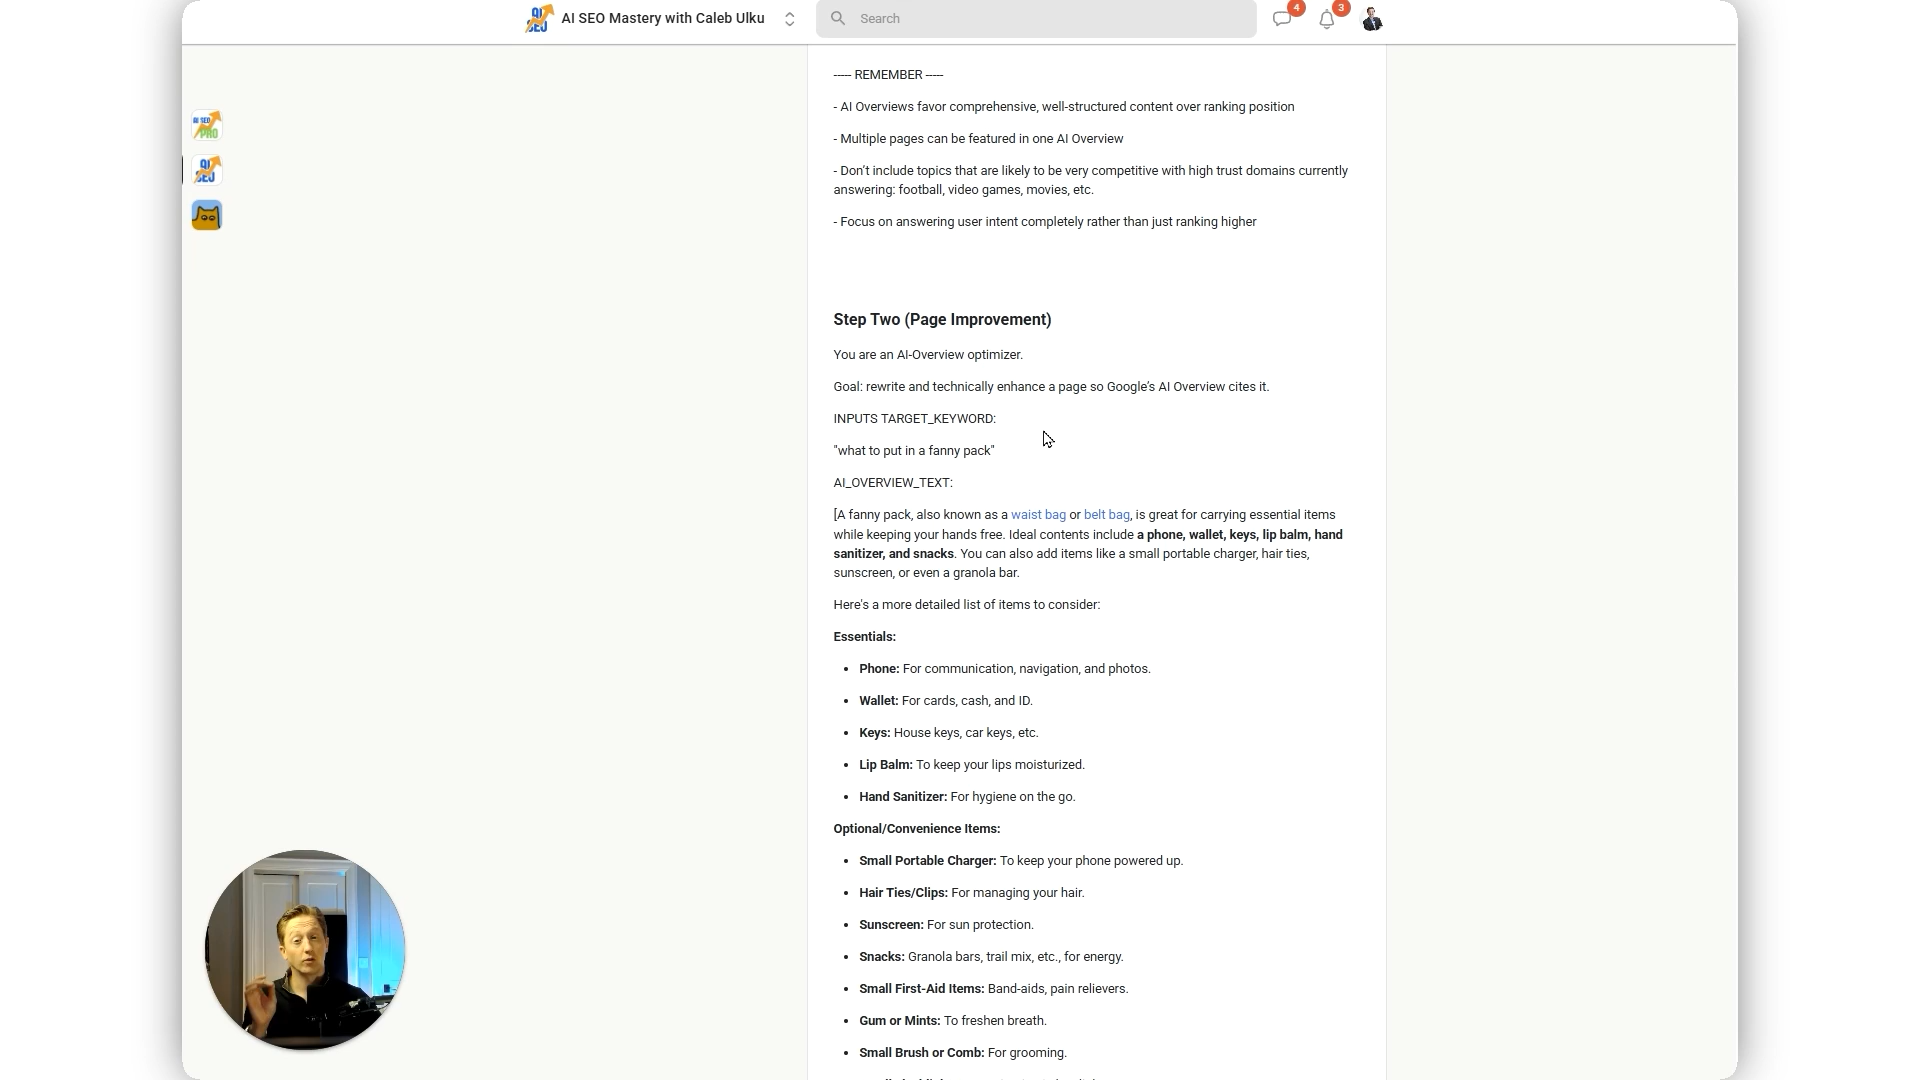 AI SEO Mastery with Caleb Ulku
Search
4
3
AI SEO
PRO
AI
SEO
----- REMEMBER -----
- AI Overviews favor comprehensive, well-structured content over ranking position
- Multiple pages can be featured in one AI Overview
- Don't include topics that are likely to be very competitive with high trust domains currently
answering: football, video games, movies, etc.
- Focus on answering user intent completely rather than just ranking higher
Step Two (Page Improvement)
You are an AI-Overview optimizer.
Goal: rewrite and technically enhance a page so Google's AI Overview cites it.
INPUTS TARGET_KEYWORD:
"what to put in a fanny pack"
AI_OVERVIEW_TEXT:
[A fanny pack, also known as a waist bag or belt bag, is great for carrying essential items
while keeping your hands free. Ideal contents include a phone, wallet, keys, lip balm, hand
sanitizer, and snacks. You can also add items like a small portable charger, hair ties,
sunscreen, or even a granola bar.
Here's a more detailed list of items to consider:
Essentials:
• Phone: For communication, navigation, and photos.
• Wallet: For cards, cash, and ID.
• Keys: House keys, car keys, etc.
• Lip Balm: To keep your lips moisturized.
• Hand Sanitizer: For hygiene on the go.
Optional/Convenience Items:
• Small Portable Charger: To keep your phone powered up.
• Hair Ties/Clips: For managing your hair.
• Sunscreen: For sun protection.
• Snacks: Granola bars, trail mix, etc., for energy.
• Small First-Aid Items: Band-aids, pain relievers.
• Gum or Mints: To freshen breath.
• Small Brush or Comb: For grooming.